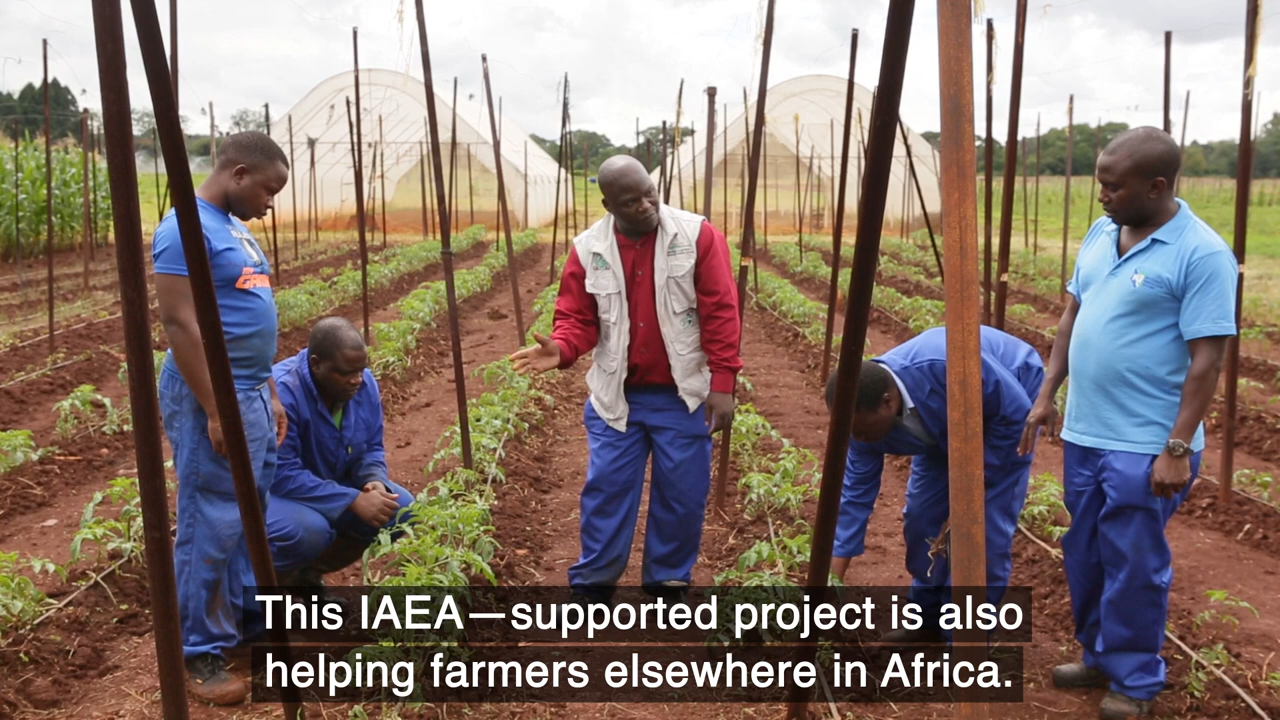 This IAEA—supported project is also
helping farmers elsewhere in Africa.